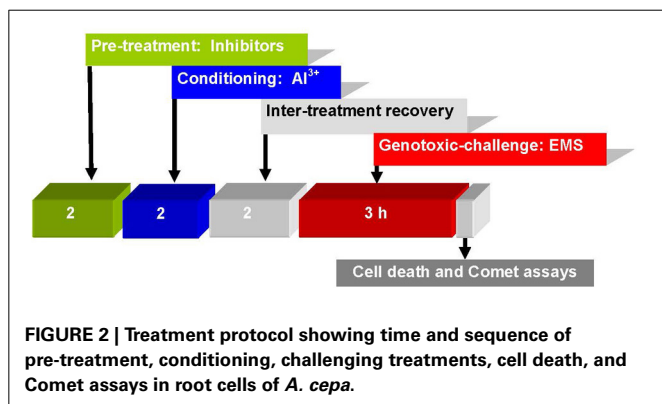 Pre-treatment: Inhibitors
Conditioning: Al3+
Inter-treatment recovery
Genotoxic-challenge: EMS
2 2 2 3 h
Cell death and Comet assays
FIGURE 2 | Treatment protocol showing time and sequence of
pre-treatment, conditioning, challenging treatments, cell death, and
Comet assays in root cells of A. cepa.